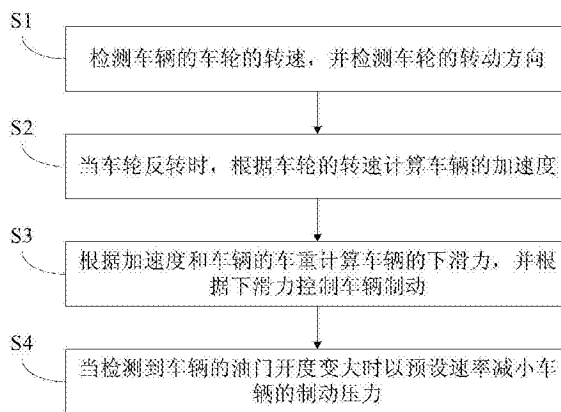 S1
检测车辆的车轮的转速，并检测车轮的转动方向
S2
当车轮反转时，根据车轮的转速计算车辆的加速度
S3
根据加速度和车辆的车重计算车辆的下滑力，并根
据下滑力控制车辆制动
S4
当检测到车辆的油门开度变大时以预设速率减小车
辆的制动压力